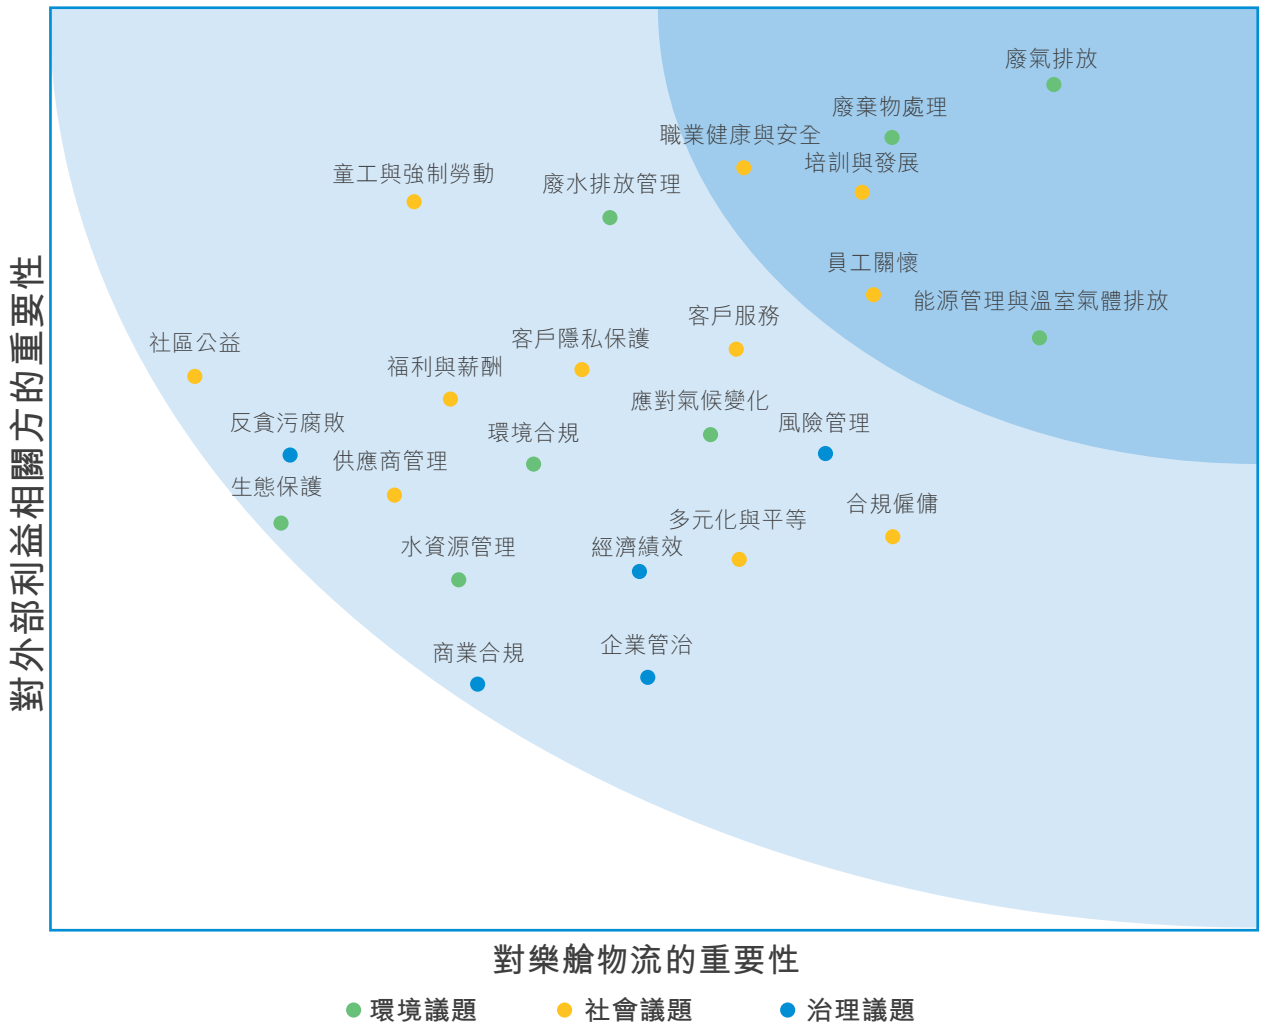 廢氣排放
廢棄物處理
職業健康與安全
培訓與發展
童工與強制勞動
廢水排放管理
員工關懷
能源管理與溫室氣體排放
客戶服務
客戶隱私保護
社區公益
福利與薪酬
應對氣候變化
風險管理
反貪污腐敗
環境合規
供應商管理
生態保護
合規僱傭
多元化與平等
經濟績效
水資源管理
企業管治
商業合規
對外部利益相關方的重要性
對樂艙物流的重要性
環境議題
社會議題
治理議題